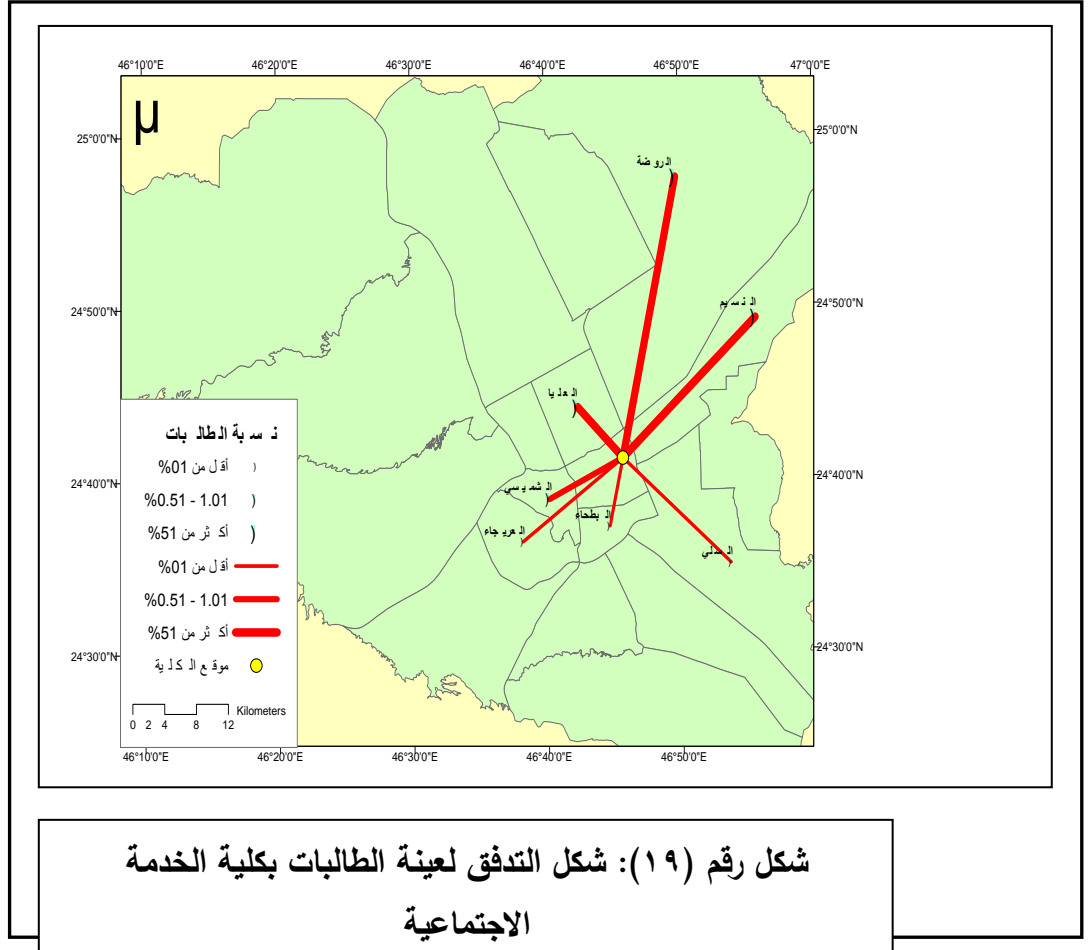 46°10'0"E 46°20'0"E 46°30'0"E 46°40'0"E 46°50'0"E 47°0'0"E
µ
25°0'0"N 25°0'0"N
الروضة
24°50'0"N 24°50'0"N
النسيم
العليا
نسبة الطالبات
أقل من 01%
%0.51 - 1.01
أكثر من 51%
أقل من 01%
%0.51 - 1.01
أكثر من 51%
موقع الكلية
Kilometers
0 2 4 8 12
24°40'0"N 24°40'0"N
الشميسي
البطحاء
العريجاء
السلي
24°30'0"N 24°30'0"N
46°10'0"E 46°20'0"E 46°30'0"E 46°40'0"E 46°50'0"E
شكل رقم (١٩): شكل التدفق لعينة الطالبات بكلية الخدمة
الاجتماعية